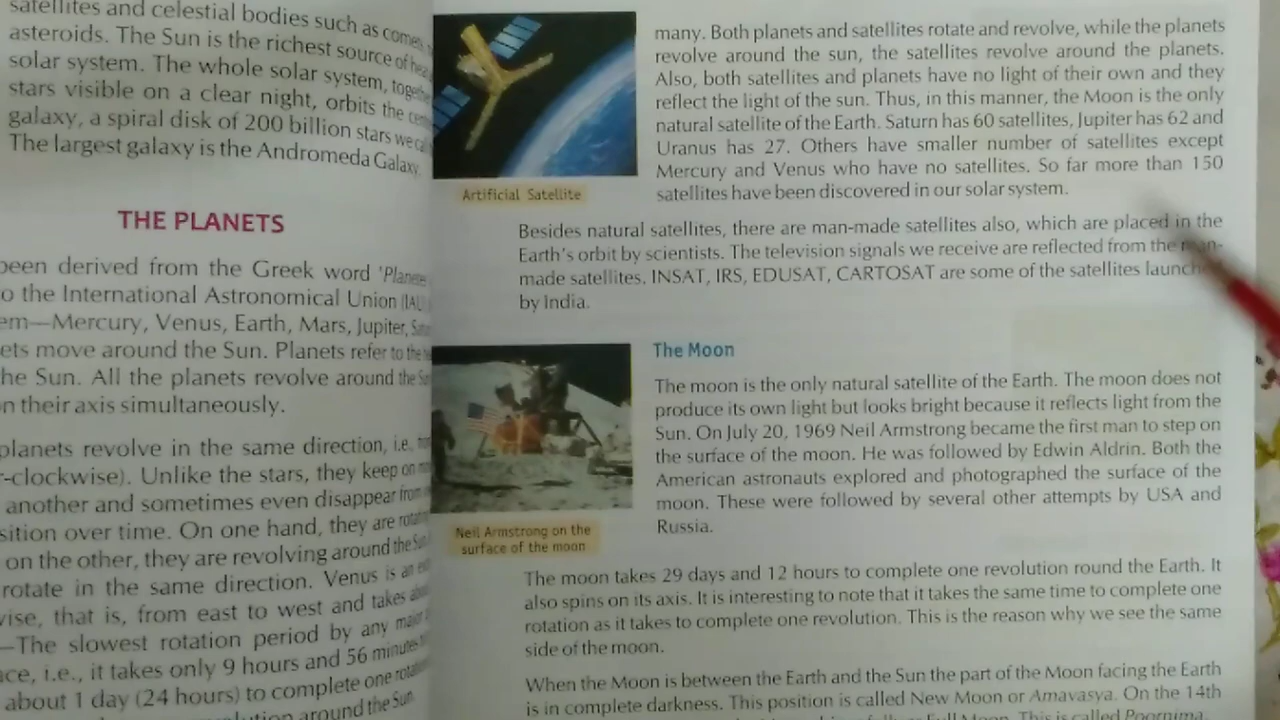 satellites and celestial bodies such as
asteroids. The Sun is the richest source of
solar system. The whole solar system,
stars visible on a clear night, orbits the
galaxy, a spiral disk of 200 billion stars we
The largest galaxy is the Andromeda Galaxy.
THE PLANETS
been derived from the Greek word
to the International Astronomical Union
Mercury, Venus, Earth, Mars, Jupiter,
move around the Sun. Planets refer to the
the Sun. All the planets revolve around the
on their axis simultaneously.
planets revolve in the same direction, i.e.,
Unlike the stars, they keep on
another and sometimes even disappear from
over time. On one hand, they are
on the other, they are revolving around the Sun
rotate in the same direction. Venus is an
that is, from east to west and takes
—The slowest rotation period by any major
i.e., it takes only 9 hours and 56 minutes
about 1 day (24 hours) to complete one
around the Sun
Artificial Satellite
many. Both planets and satellites rotate and revolve, while the planets
revolve around the sun, the satellites revolve around the planets.
Also, both satellites and planets have no light of their own and they
reflect the light of the sun. Thus, in this manner, the Moon is the only
natural satellite of the Earth. Saturn has 60 satellites, Jupiter has 62 and
Uranus has 27. Others have smaller number of satellites except
Mercury and Venus who have no satellites. So far more than 150
satellites have been discovered in our solar system.
Besides natural satellites, there are man-made satellites also, which are placed in the
Earth's orbit by scientists. The television signals we receive are reflected from the man-
made satellites. INSAT, IRS, EDUSAT, CARTOSAT are some of the satellites launched
by India.
The Moon
The moon is the only natural satellite of the Earth. The moon does not
produce its own light but looks bright because it reflects light from the
Sun. On July 20, 1969 Neil Armstrong became the first man to step on
the surface of the moon. He was followed by Edwin Aldrin. Both the
American astronauts explored and photographed the surface of the
moon. These were followed by several other attempts by USA and
Russia.
Neil Armstrong on the
surface of the moon
The moon takes 29 days and 12 hours to complete one revolution round the Earth. It
also spins on its axis. It is interesting to note that it takes the same time to complete one
rotation as it takes to complete one revolution. This is the reason why we see the same
side of the moon.
When the Moon is between the Earth and the Sun the part of the Moon facing the Earth
is in complete darkness. This position is called New Moon or Amavasya. On the 14th
Full Moon. This is called Poornima.